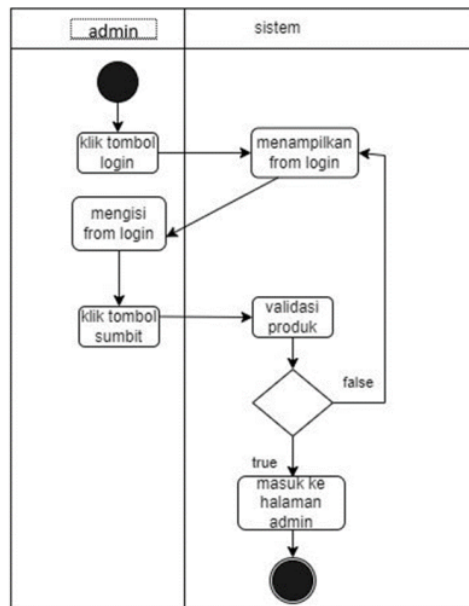 admin
sistem
klik tombol
login
menampilkan
from login
mengisi
from login
klik tombol
sumbit
validasi
produk
false
true
masuk ke
halaman
admin